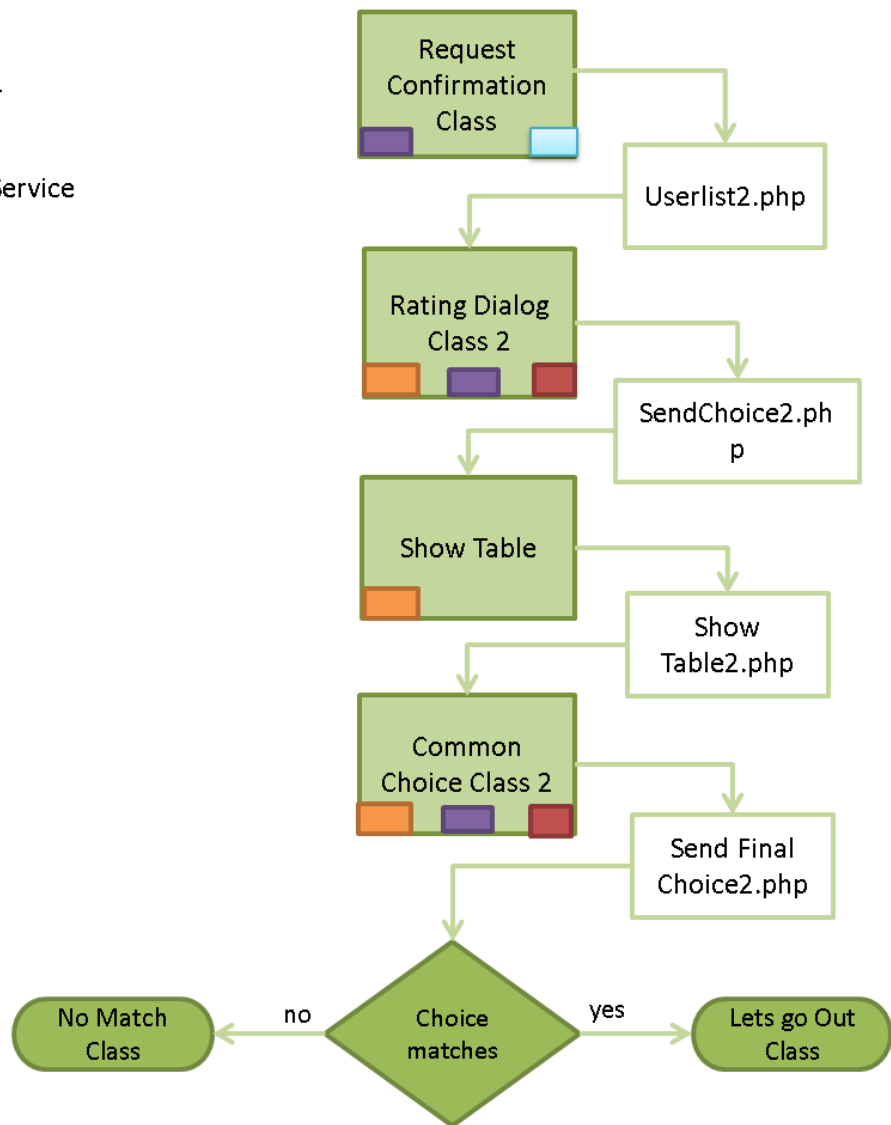 Request
Confirmation
Class
Service
Userlist2.php
Rating Dialog
Class 2
SendChoice2.ph
p
Show Table
Show
Table2.php
Common
Choice Class 2
Send Final
Choice2.php
Choice
matches
no
yes
No Match
Class
Lets go Out
Class